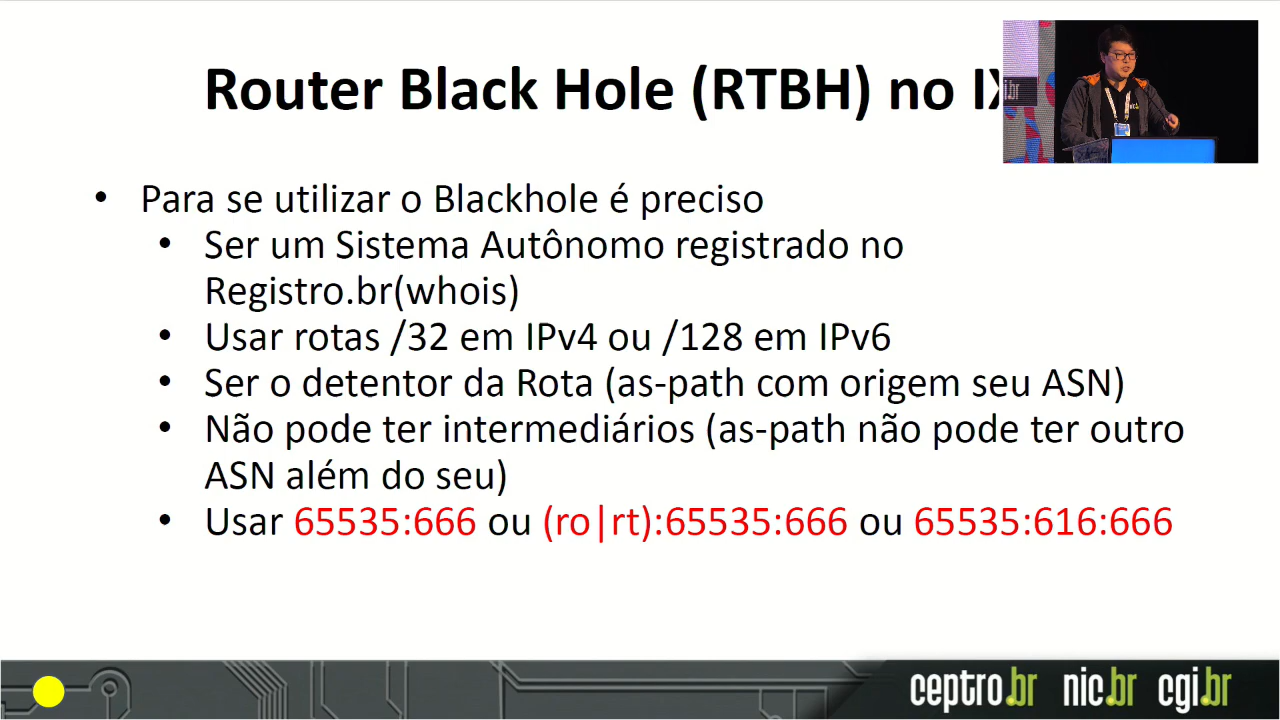 Router Black Hole (RTBH) no IX
Para se utilizar o Blackhole é preciso
Ser um Sistema Autônomo registrado no
Registro.br(whois)
Usar rotas /32 em IPv4 ou /128 em IPv6
Ser o detentor da Rota (as-path com origem seu ASN)
Não pode ter intermediários (as-path não pode ter outro
ASN além do seu)
Usar 65535:666 ou (ro|rt):65535:666 ou 65535:616:666
ceptro.br nic.br cgi.br